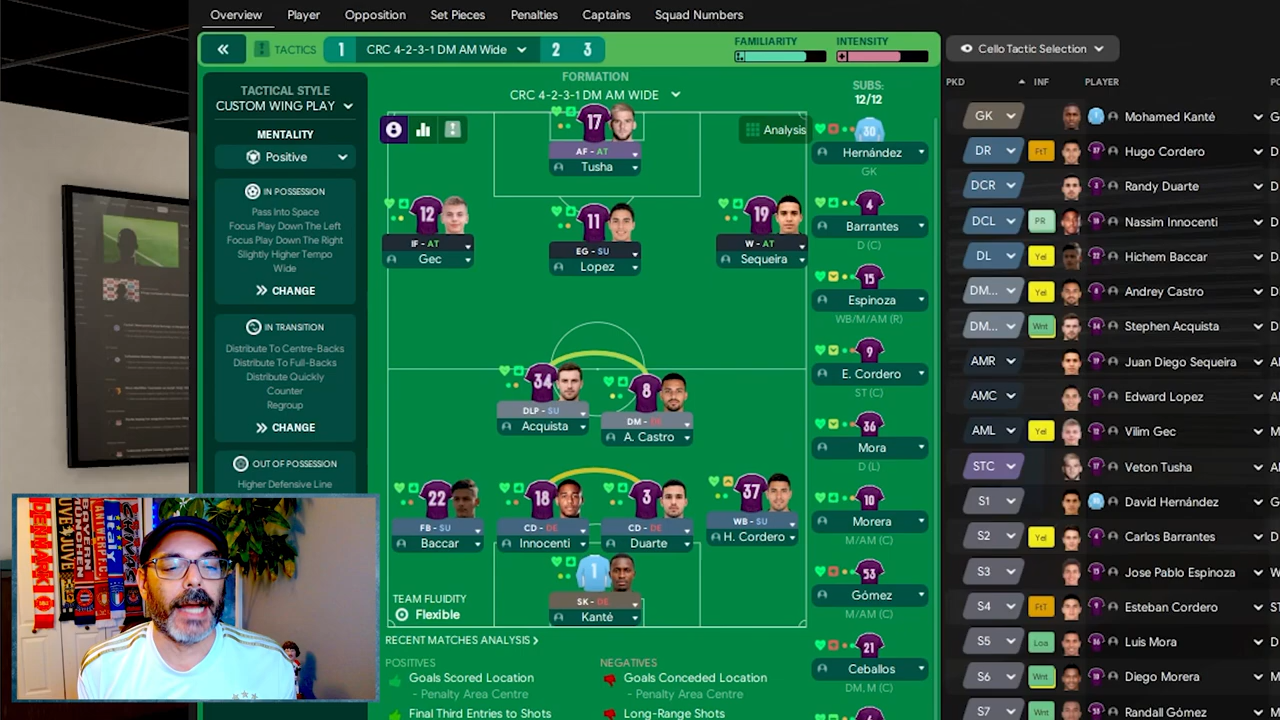 Overview Player Opposition Set Pieces Penalties Captains Squad Numbers
TACTICS 1 CRC 4-2-3-1 DM AM Wide 2 3
FAMILIARITY
INTENSITY
Cello Tactic Selection
TACTICAL STYLE
CUSTOM WING PLAY
MENTALITY
Positive
IN POSSESSION
Pass Into Space
Focus Play Down The Left
Focus Play Down The Right
Slightly Higher Tempo
Wide
CHANGE
IN TRANSITION
Distribute To Centre-Backs
Distribute To Full-Backs
Distribute Quickly
Counter
Regroup
CHANGE
OUT OF POSSESSION
Higher Defensive Line
FORMATION
CRC 4-2-3-1 DM AM WIDE
Analysis
17
AF - AT
Tusha
12
IF - AT
Gec
11
EG - SU
Lopez
19
W - AT
Sequeira
34
DLP - SU
Acquista
8
DM - DE
A. Castro
22
FB - SU
Baccar
18
CD - DE
Innocenti
3
CD - DE
Duarte
37
WB - SU
H. Cordero
1
SK - DE
Kanté
TEAM FLUIDITY
Flexible
RECENT MATCHES ANALYSIS
POSITIVES
Goals Scored Location
- Penalty Area Centre
Final Third Entries to Shots
NEGATIVES
Goals Conceded Location
- Penalty Area Centre
Long-Range Shots
SUBS:
12/12
30
Hernández
GK
4
Barrantes
D (C)
15
Espinoza
WB/M/AM (R)
9
E. Cordero
ST (C)
36
Mora
D (L)
10
Morera
M/AM (C)
53
Gómez
M/AM (C)
21
Ceballos
DM, M (C)
PKD INF PLAYER
GK Mohamed Kanté
DR FtT Hugo Cordero
DCR Randy Duarte
DCL PR Nassim Innocenti
DL Yel Hichem Baccar
DM... Yel Andrey Castro
DM... Wnt Stephen Acquista
AMR Juan Diego Sequeira
AMC Edward Lopez
AML Yel Vilim Gec
STC Veton Tusha
S1 David Hernández
S2 Yel Carlos Barrantes
S3 Jose Pablo Espinoza
S4 FtT Esteban Cordero
S5 Loa Luis Mora
S6 Wnt Diego Morera
S7 Wnt Randall Gómez
DENMARK
JUVE
BAYERN MÜNCHEN
ANTWERP
Italy